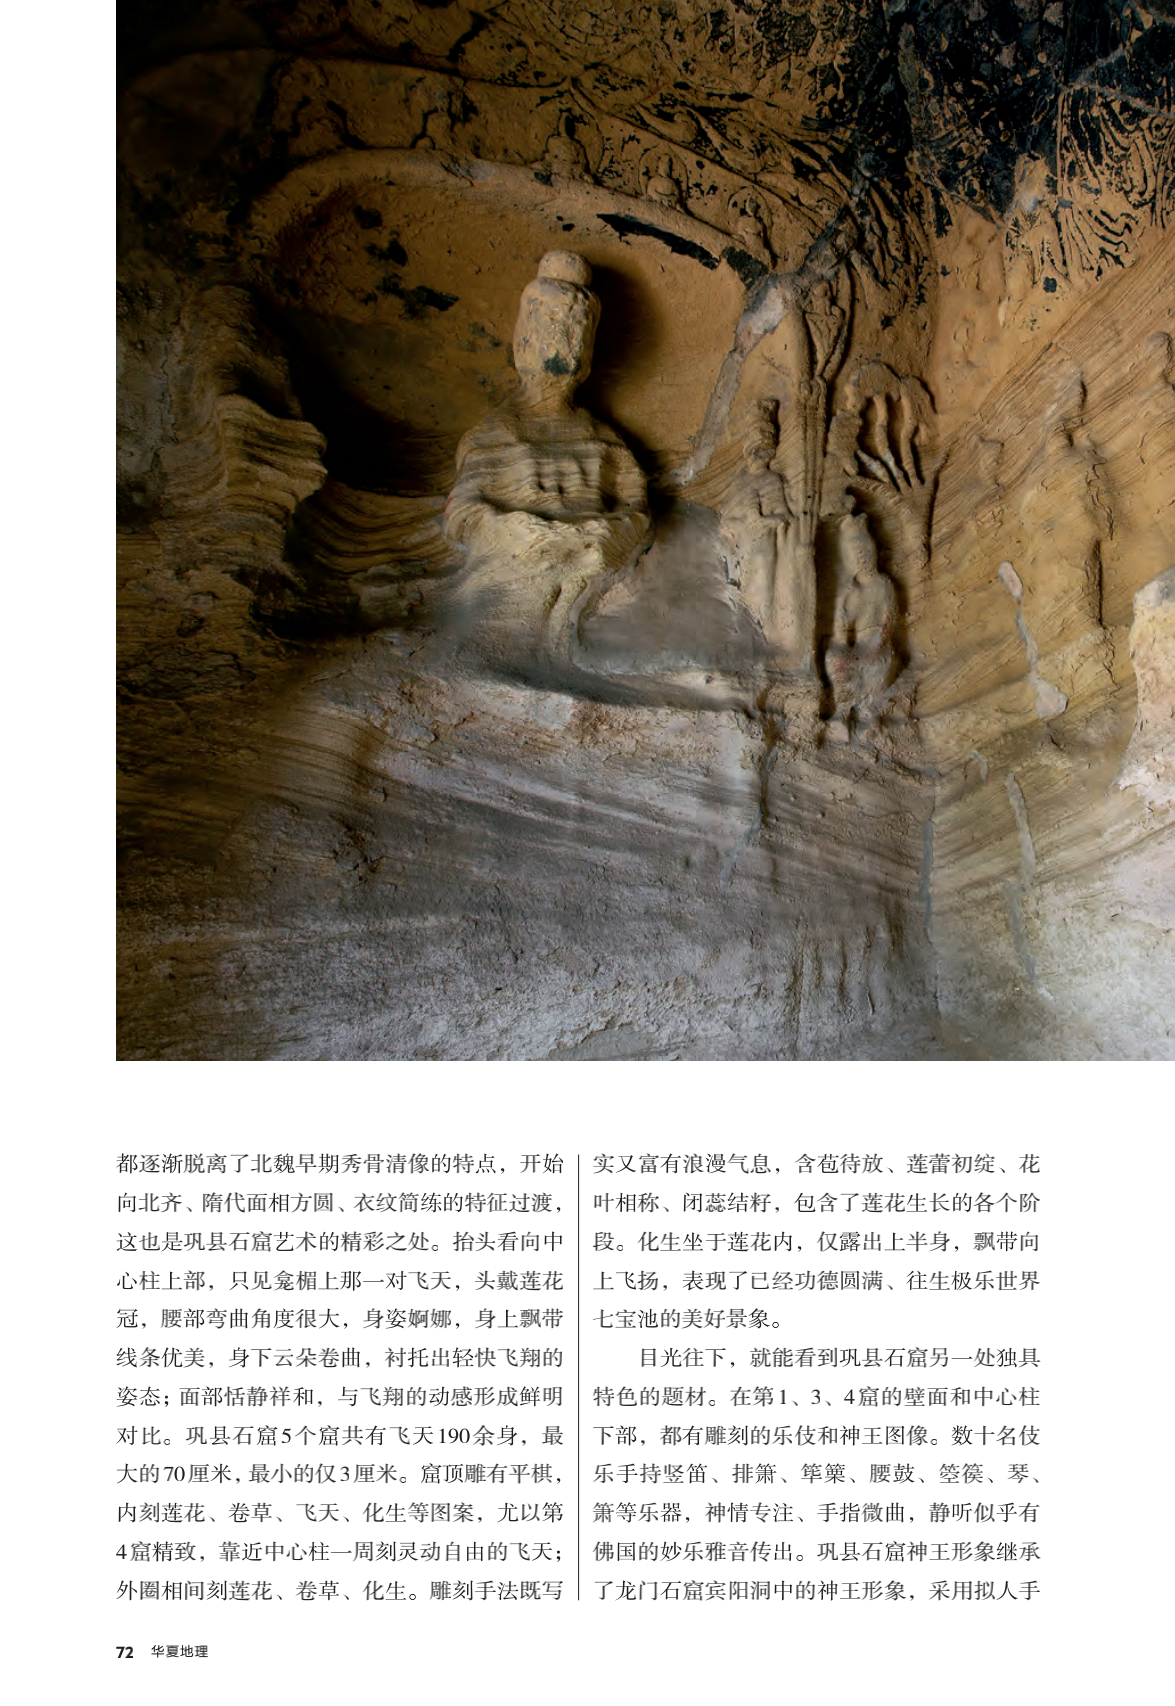 都逐渐脱离了北魏早期秀骨清像的特点，开始
向北齐、隋代面相方圆、衣纹简练的特征过渡，
这也是巩县石窟艺术的精彩之处。抬头看向中
心柱上部，只见龛楣上那一对飞天，头戴莲花
冠，腰部弯曲角度很大，身姿婀娜，身上飘带
线条优美，身下云朵卷曲，衬托出轻快飞翔的
姿态；面部恬静祥和，与飞翔的动感形成鲜明
对比。巩县石窟5个窟共有飞天190余身，最
大的70厘米，最小的仅3厘米。窟顶雕有平棋，
内刻莲花、卷草、飞天、化生等图案，尤以第
4窟精致，靠近中心柱一周刻灵动自由的飞天；
外圈相间刻莲花、卷草、化生。雕刻手法既写
实又富有浪漫气息，含苞待放、莲蕾初绽、花
叶相称、闭蕊结籽，包含了莲花生长的各个阶
段。化生坐于莲花内，仅露出上半身，飘带向
上飞扬，表现了已经功德圆满、往生极乐世界
七宝池的美好景象。
目光往下，就能看到巩县石窟另一处独具
特色的题材。在第1、3、4窟的壁面和中心柱
下部，都有雕刻的乐伎和神王图像。数十名伎
乐手持竖笛、排箫、筚篥、腰鼓、箜篌、琴、
箫等乐器，神情专注、手指微曲，静听似乎有
佛国的妙乐雅音传出。巩县石窟神王形象继承
了龙门石窟宾阳洞中的神王形象，采用拟人手
72 华夏地理